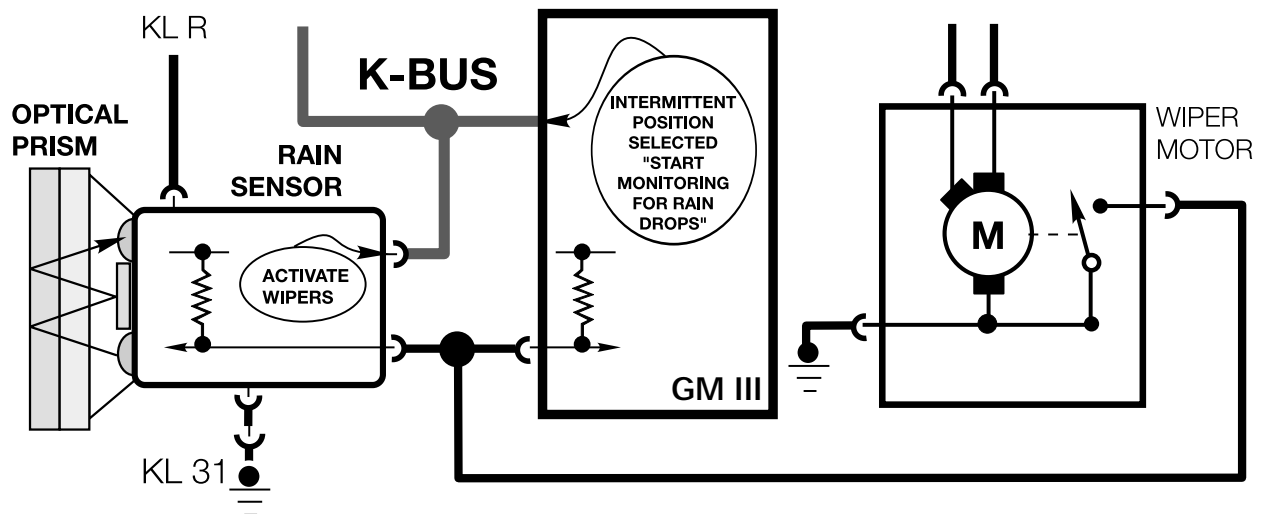 KL R
K-BUS
OPTICAL
PRISM
RAIN
SENSOR
ACTIVATE
WIPERS
KL 31
INTERMITTENT
POSITION
SELECTED
"START
MONITORING
FOR RAIN
DROPS"
GM III
WIPER
MOTOR
M